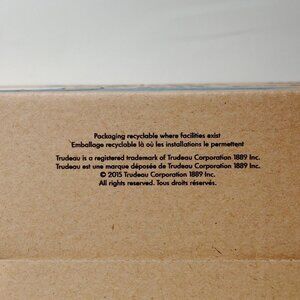 Packaging recyclable where facilities exist
Emballage recyclable là où les installations le permettent
Trudeau is a registered trademark of Trudeau Corporation 1889 Inc.
Trudeau est une marque déposée de Trudeau Corporation 1889 Inc.
© 2015 Trudeau Corporation 1889 Inc.
All rights reserved. Tous droits réservés.